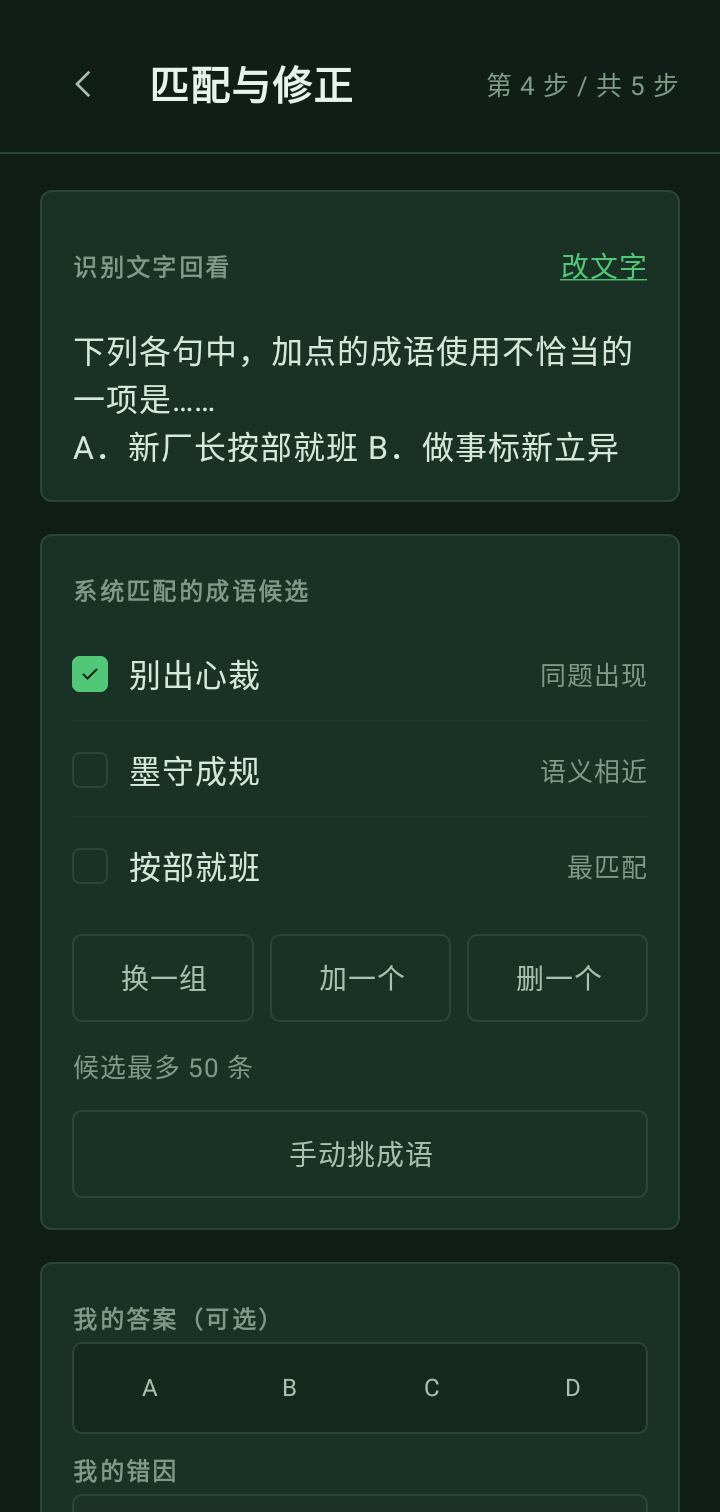 匹配与修正
第 4 步 / 共 5 步
识别文字回看
改文字
下列各句中，加点的成语使用不恰当的
一项是……
A．新厂长按部就班 B．做事标新立异
系统匹配的成语候选
别出心裁
同题出现
墨守成规
语义相近
按部就班
最匹配
换一组
加一个
删一个
候选最多 50 条
手动挑成语
我的答案（可选）
A
B
C
D
我的错因